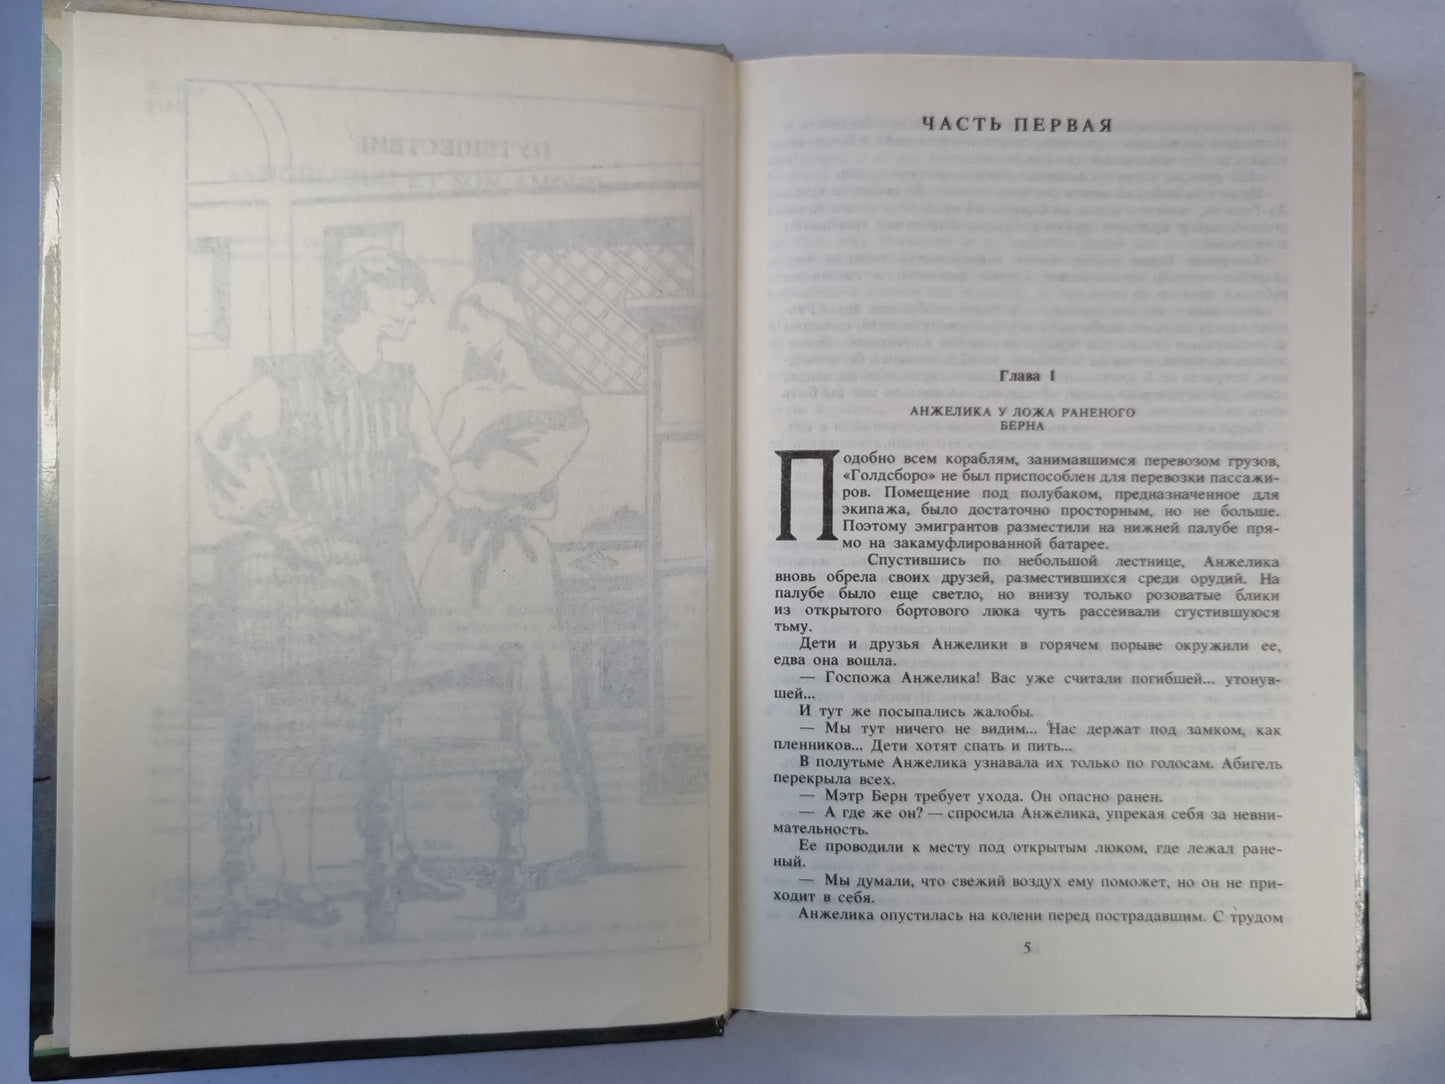 ПУТЕШЕСТВИЕ
ЧАСТЬ ПЕРВАЯ
Глава 1
АНЖЕЛИКА У ЛОЖА РАНЕНОГО
БЕРНА
Подобно всем кораблям, занимавшимся перевозом грузов,
«Голдсборо» не был приспособлен для перевозки пассажи-
ров. Помещение под полубаком, предназначенное для
экипажа, было достаточно просторным, но не больше.
Поэтому эмигрантов разместили на нижней палубе пря-
мо на закамуфлированной батарее.
Спустившись по небольшой лестнице, Анжелика
вновь обрела своих друзей, разместившихся среди орудий. На
палубе было еще светло, но внизу только розоватые блики
из открытого бортового люка чуть рассеивали сгустившуюся
тьму.
Дети и друзья Анжелики в горячем порыве окружили ее,
едва она вошла.
— Госпожа Анжелика! Вас уже считали погибшей... утонув-
шей...
И тут же посыпались жалобы.
— Мы тут ничего не видим... Нас держат под замком, как
пленников... Дети хотят спать и пить...
В полутьме Анжелика узнавала их только по голосам. Абигель
перекрыла всех.
— Мэтр Берн требует ухода. Он опасно ранен.
— А где же он? — спросила Анжелика, упрекая себя за невни-
мательность.
Ее проводили к месту под открытым люком, где лежал ране-
ный.
— Мы думали, что свежий воздух ему поможет, но он не при-
ходит в себя.
Анжелика опустилась на колени перед пострадавшим. С трудом
5